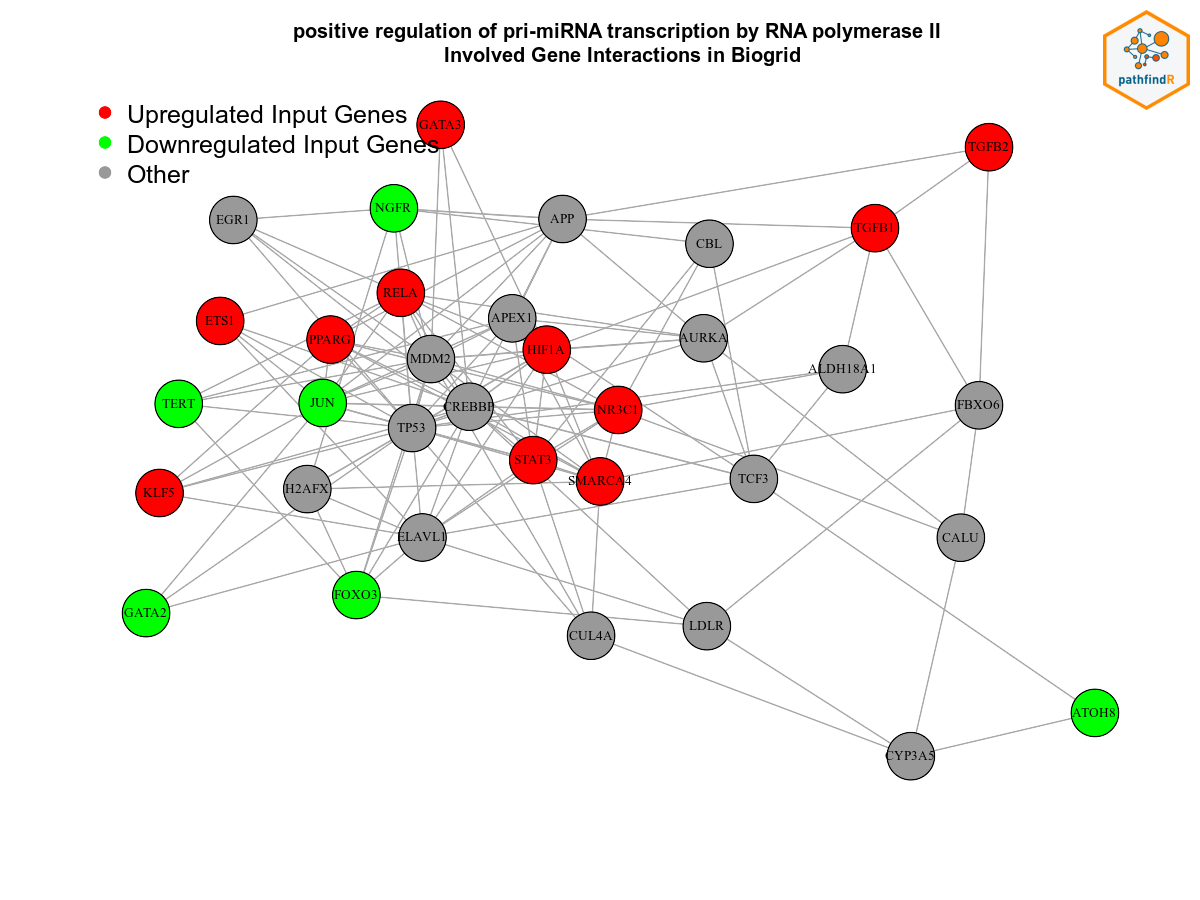 positive regulation of pri-miRNA transcription by RNA polymerase II
Involved Gene Interactions in Biogrid
pathfindR
Upregulated Input Genes
Downregulated Input Genes
Other
GATA3
TGFB2
NGFR
EGR1
APP
TGFB1
CBL
RELA
ETS1
APEX1
PPARG
AURKA
HIF1A
MDM2
ALDH18A1
TERT
JUN
CREBBP
NR3C1
FBXO6
TP53
STAT3
SMARCA4
TCF3
KLF5
H2AFX
ELAVL1
CALU
FOXO3
GATA2
CUL4A
LDLR
ATOH8
CYP3A5